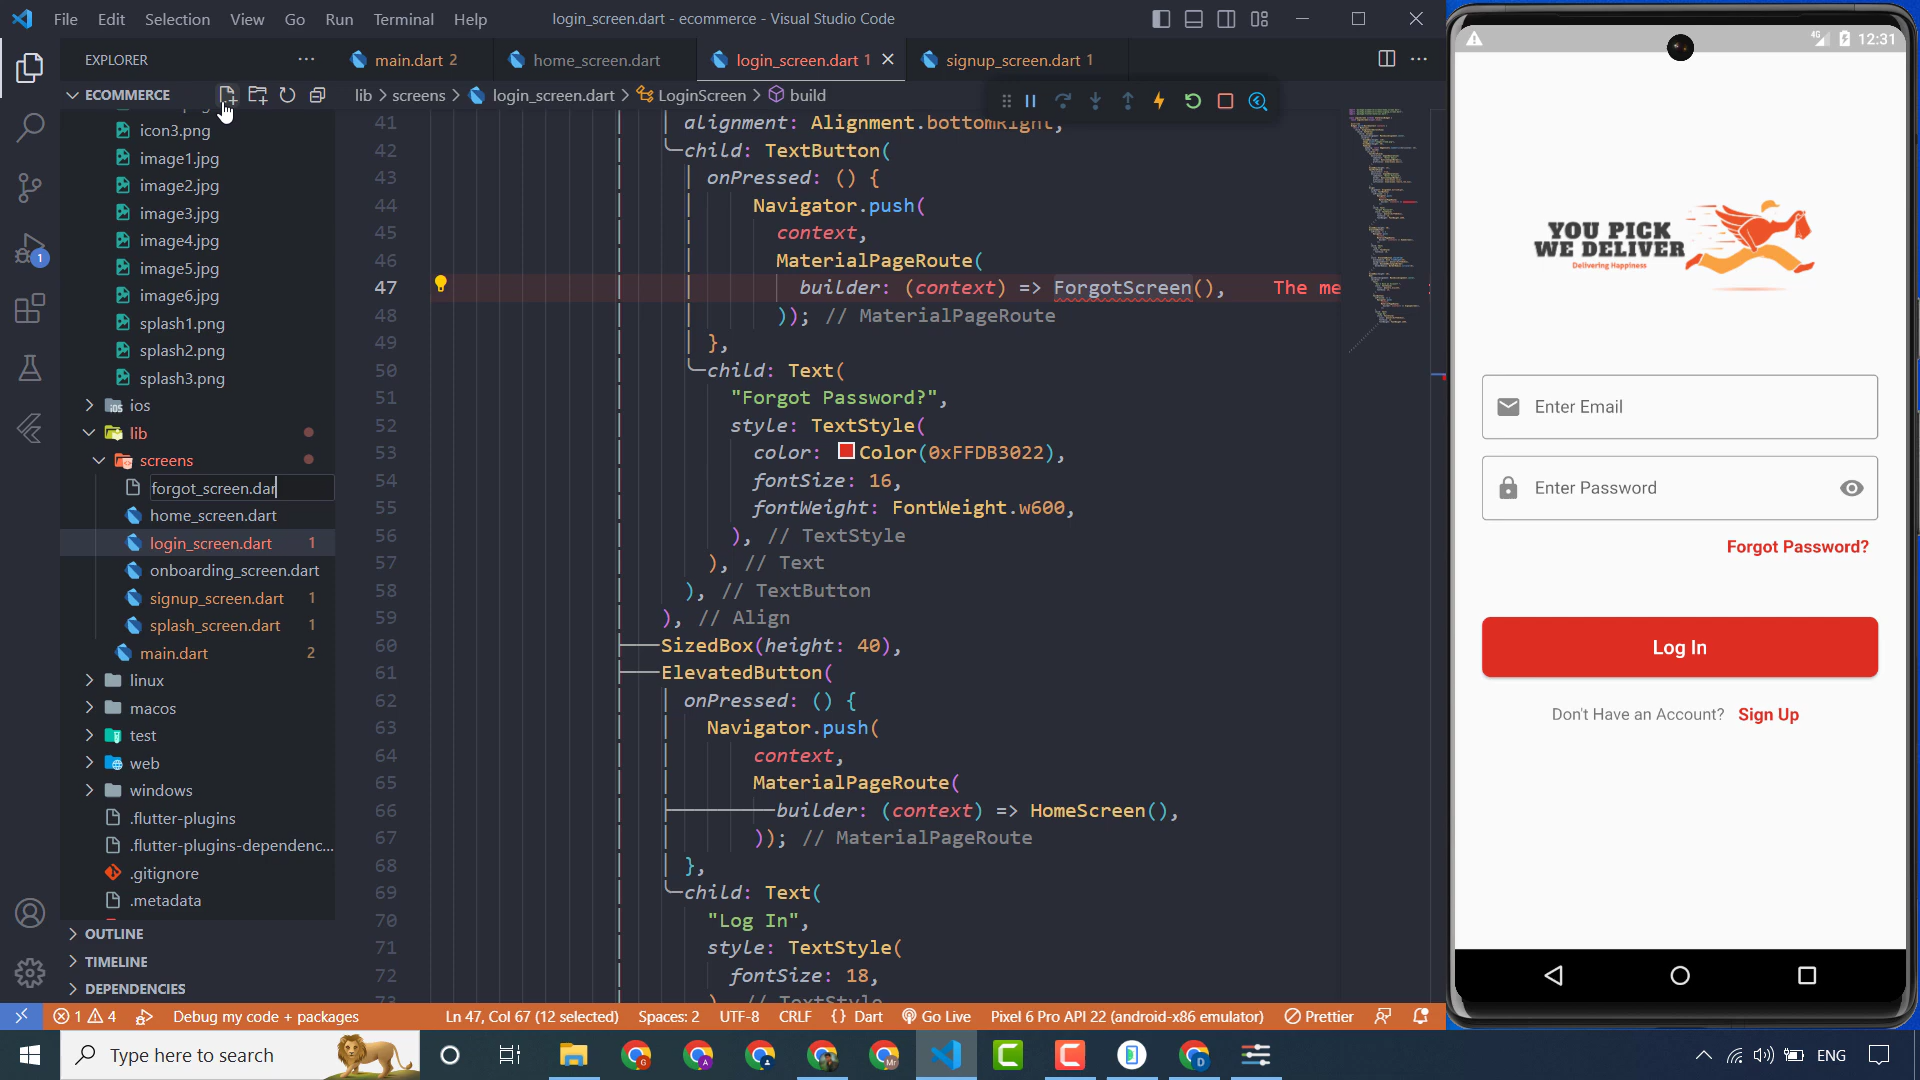 File Edit Selection View Go Run Terminal Help
login_screen.dart - ecommerce - Visual Studio Code
EXPLORER
main.dart 2
home_screen.dart
login_screen.dart 1
signup_screen.dart 1
ECOMMERCE
lib > screens > login_screen.dart > LoginScreen > build
icon3.png
image1.jpg
image2.jpg
image3.jpg
image4.jpg
image5.jpg
image6.jpg
splash1.png
splash2.png
splash3.png
ios
lib
screens
forgot_screen.dar
home_screen.dart
login_screen.dart 1
onboarding_screen.dart
signup_screen.dart 1
splash_screen.dart 1
main.dart 2
linux
macos
test
web
windows
.flutter-plugins
.flutter-plugins-dependenc...
.gitignore
.metadata
OUTLINE
TIMELINE
DEPENDENCIES
41 alignment: Alignment.bottomRight,
42 child: TextButton(
43 onPressed: () {
44 Navigator.push(
45 context,
46 MaterialPageRoute(
47 builder: (context) => ForgotScreen(), The me
48 )); // MaterialPageRoute
49 },
50 child: Text(
51 "Forgot Password?",
52 style: TextStyle(
53 color: Color(0xFFDB3022),
54 fontSize: 16,
55 fontWeight: FontWeight.w600,
56 ), // TextStyle
57 ), // Text
58 ), // TextButton
59 ), // Align
60 SizedBox(height: 40),
61 ElevatedButton(
62 onPressed: () {
63 Navigator.push(
64 context,
65 MaterialPageRoute(
66 builder: (context) => HomeScreen(),
67 )); // MaterialPageRoute
68 },
69 child: Text(
70 "Log In",
71 style: TextStyle(
72 fontSize: 18,
73 ), // TextStyle
1 4 Debug my code + packages
Ln 47, Col 67 (12 selected) Spaces: 2 UTF-8 CRLF {} Dart Go Live Pixel 6 Pro API 22 (android-x86 emulator) Prettier
Type here to search
ENG
4G 12:31
YOU PICK
WE DELIVER
Delivering Happiness
Enter Email
Enter Password
Forgot Password?
Log In
Don't Have an Account? Sign Up